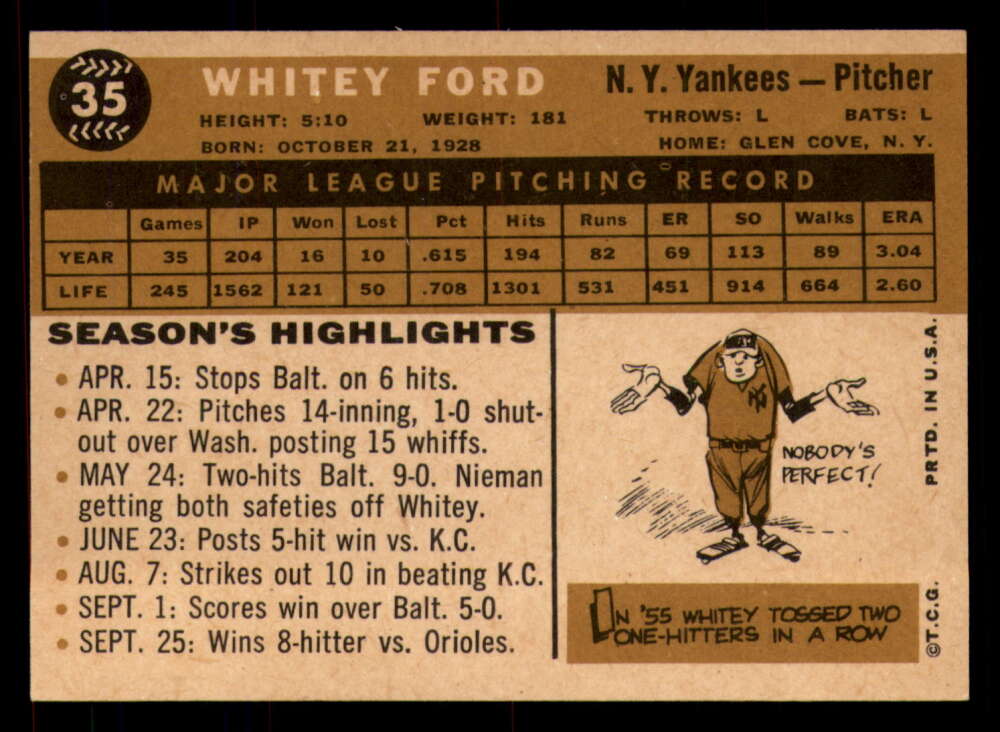 35
WHITEY FORD
N. Y. Yankees — Pitcher
HEIGHT: 5:10 WEIGHT: 181 THROWS: L BATS: L
BORN: OCTOBER 21, 1928 HOME: GLEN COVE, N. Y.
MAJOR LEAGUE PITCHING RECORD
Games IP Won Lost Pct Hits Runs ER SO Walks ERA
YEAR 35 204 16 10 .615 194 82 69 113 89 3.04
LIFE 245 1562 121 50 .708 1301 531 451 914 664 2.60
SEASON'S HIGHLIGHTS
• APR. 15: Stops Balt. on 6 hits.
• APR. 22: Pitches 14-inning, 1-0 shut-
out over Wash. posting 15 whiffs.
• MAY 24: Two-hits Balt. 9-0. Nieman
getting both safeties off Whitey.
• JUNE 23: Posts 5-hit win vs. K.C.
• AUG. 7: Strikes out 10 in beating K.C.
• SEPT. 1: Scores win over Balt. 5-0.
• SEPT. 25: Wins 8-hitter vs. Orioles.
NY
NOBODY'S
PERFECT!
IN '55 WHITEY TOSSED TWO
ONE-HITTERS IN A ROW
PRTD. IN U.S.A.
©T.C.G.